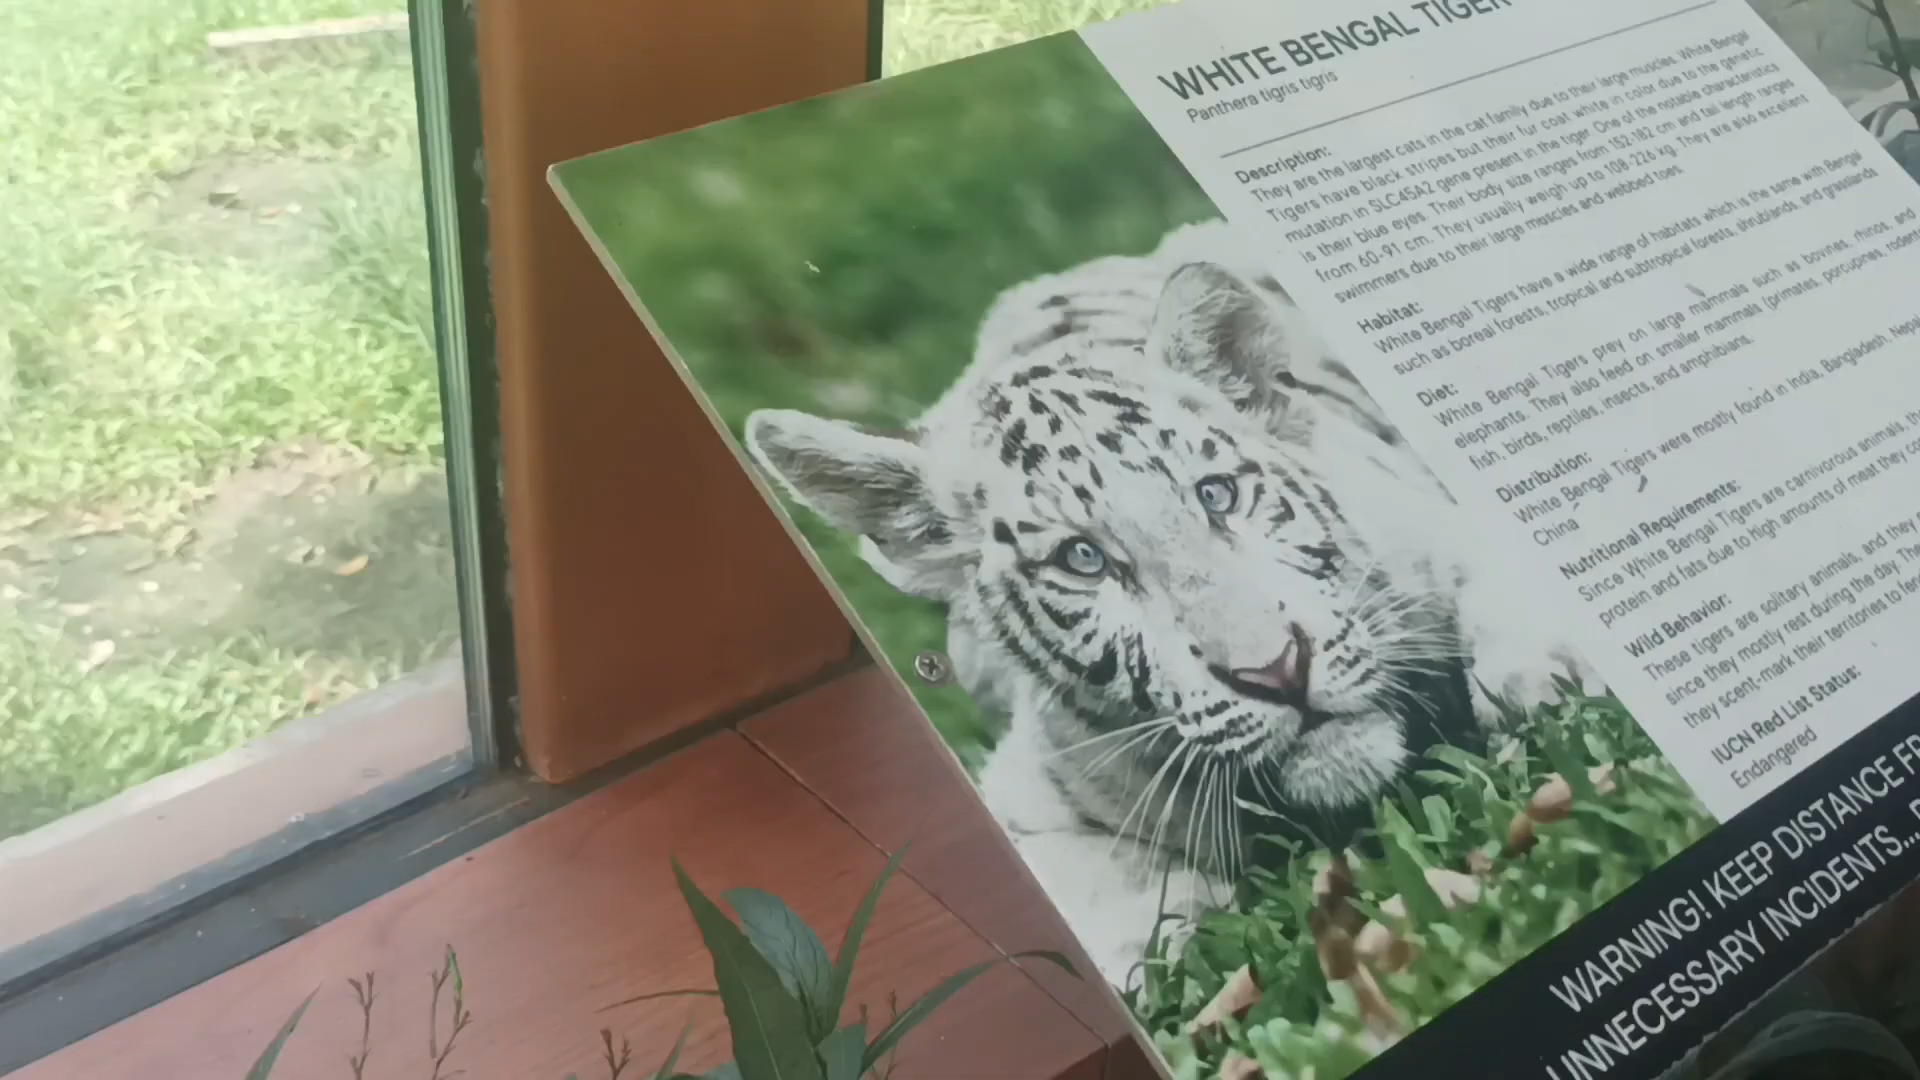 WHITE BENGAL TIGER
Panthera tigris tigris
Description:
They are the largest cats in the cat family due to their large muscles. White Bengal
Tigers have black stripes but their fur coat white in color due to the genetic
mutation in SLC45A2 gene present in the tiger. One of the notable characteristics
is their blue eyes. Their body size ranges from 152-182 cm and tail length ranges
from 60-91 cm. They usually weigh up to 108-226 kg. They are also excellent
swimmers due to their large muscles and webbed toes.
Habitat:
White Bengal Tigers have a wide range of habitats which is the same with Bengal
such as boreal forests, tropical and subtropical forests, shrublands, and grasslands
Diet:
White Bengal Tigers prey on large mammals such as bovines, rhinos, and
elephants. They also feed on smaller mammals (primates, porcupines,
fish, birds, reptiles, insects, and amphibians.
Distribution:
White Bengal Tigers were mostly found in India, Bangladesh, Nepal
China
Nutritional Requirements:
Since White Bengal Tigers are carnivorous animals,
protein and fats due to high amounts of meat they
Wild Behavior:
These tigers are solitary animals, and they
since they mostly rest during the day.
they scent-mark their territories to
IUCN Red List Status:
Endangered
WARNING! KEEP DISTANCE
UNNECESSARY INCIDENTS...